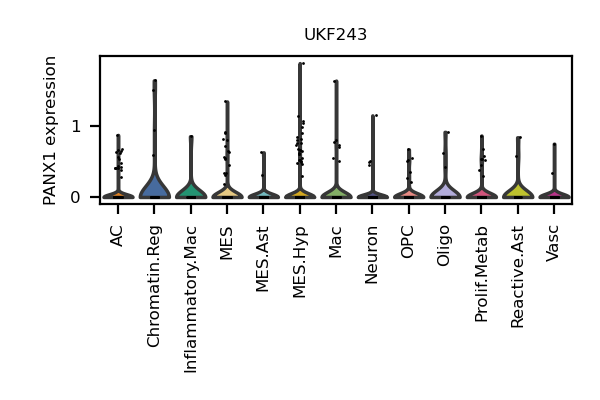 UKF243
PANX1 expression
1
0
AC
Chromatin.Reg
Inflammatory.Mac
MES
MES.Ast
MES.Hyp
Mac
Neuron
OPC
Oligo
Prolif.Metab
Reactive.Ast
Vasc